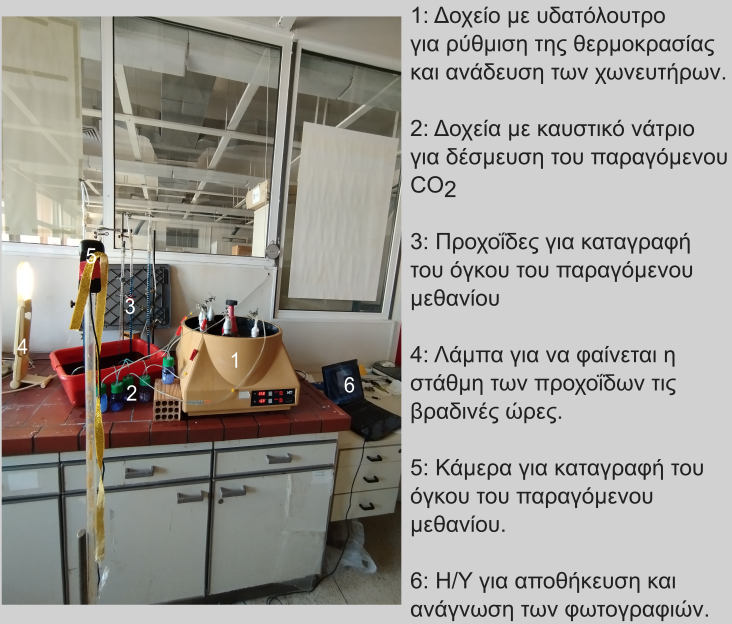 1: Δοχείο με υδατόλουτρο
για ρύθμιση της θερμοκρασίας
και ανάδευση των χωνευτήρων.
2: Δοχεία με καυστικό νάτριο
για δέσμευση του παραγόμενου
CO2
3: Προχοΐδες για καταγραφή
του όγκου του παραγόμενου
μεθανίου
4: Λάμπα για να φαίνεται η
στάθμη των προχοΐδων τις
βραδινές ώρες.
5: Κάμερα για καταγραφή του
όγκου του παραγόμενου
μεθανίου.
6: Η/Υ για αποθήκευση και
ανάγνωση των φωτογραφιών.
5
3
4
1
6
2